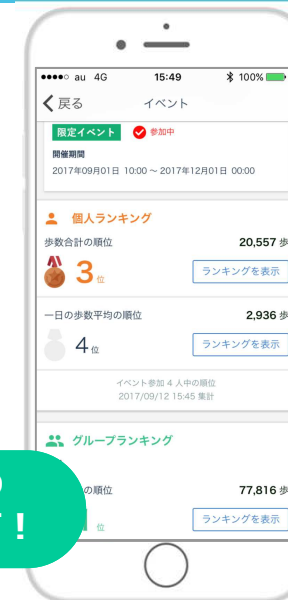 au 4G 15:49 100%
戻る イベント
限定イベント 参加中
開催期間
2017年09月01日 10:00 ~ 2017年12月01日 00:00
個人ランキング
歩数合計の順位 20,557 歩
3 位 ランキングを表示
一日の歩数平均の順位 2,936 歩
4 位 ランキングを表示
イベント参加 4 人中の順位
2017/09/12 15:45 集計
グループランキング
の順位 77,816 歩
位 ランキングを表示
！